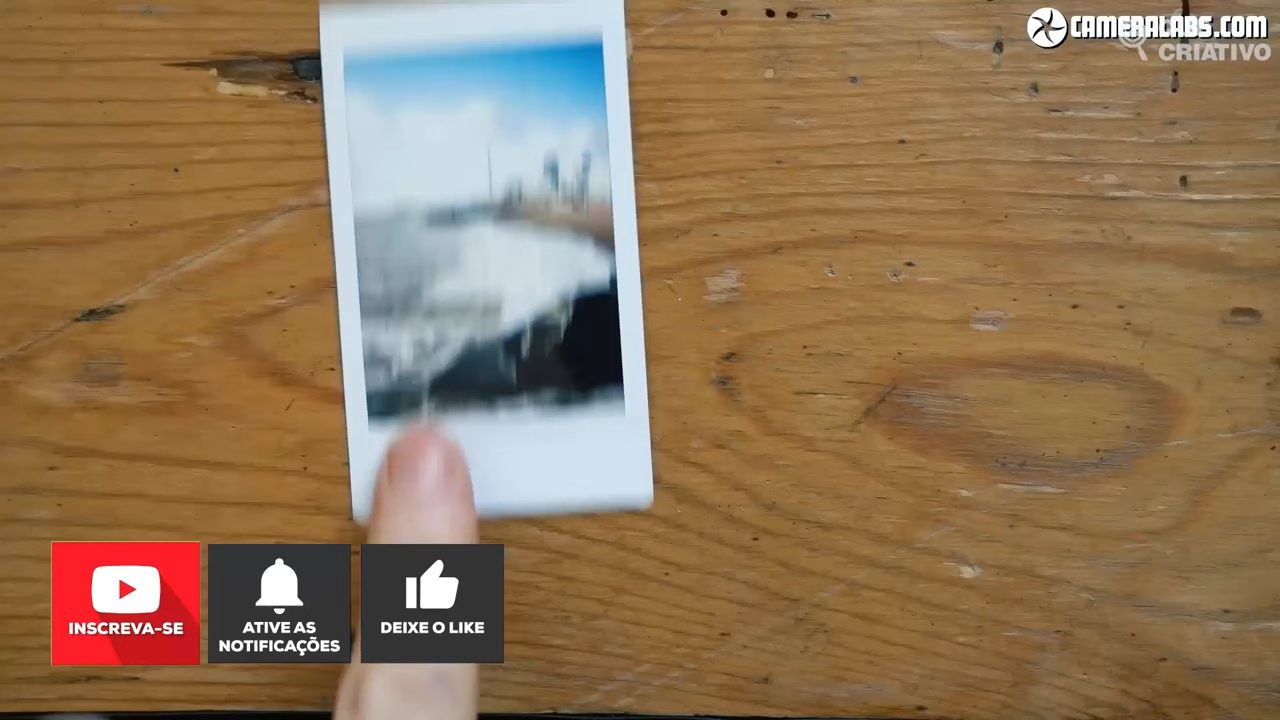 CAMERALABS.COM
CRIATIVO
INSCREVA-SE
ATIVE AS
NOTIFICAÇÕES
DEIXE O LIKE